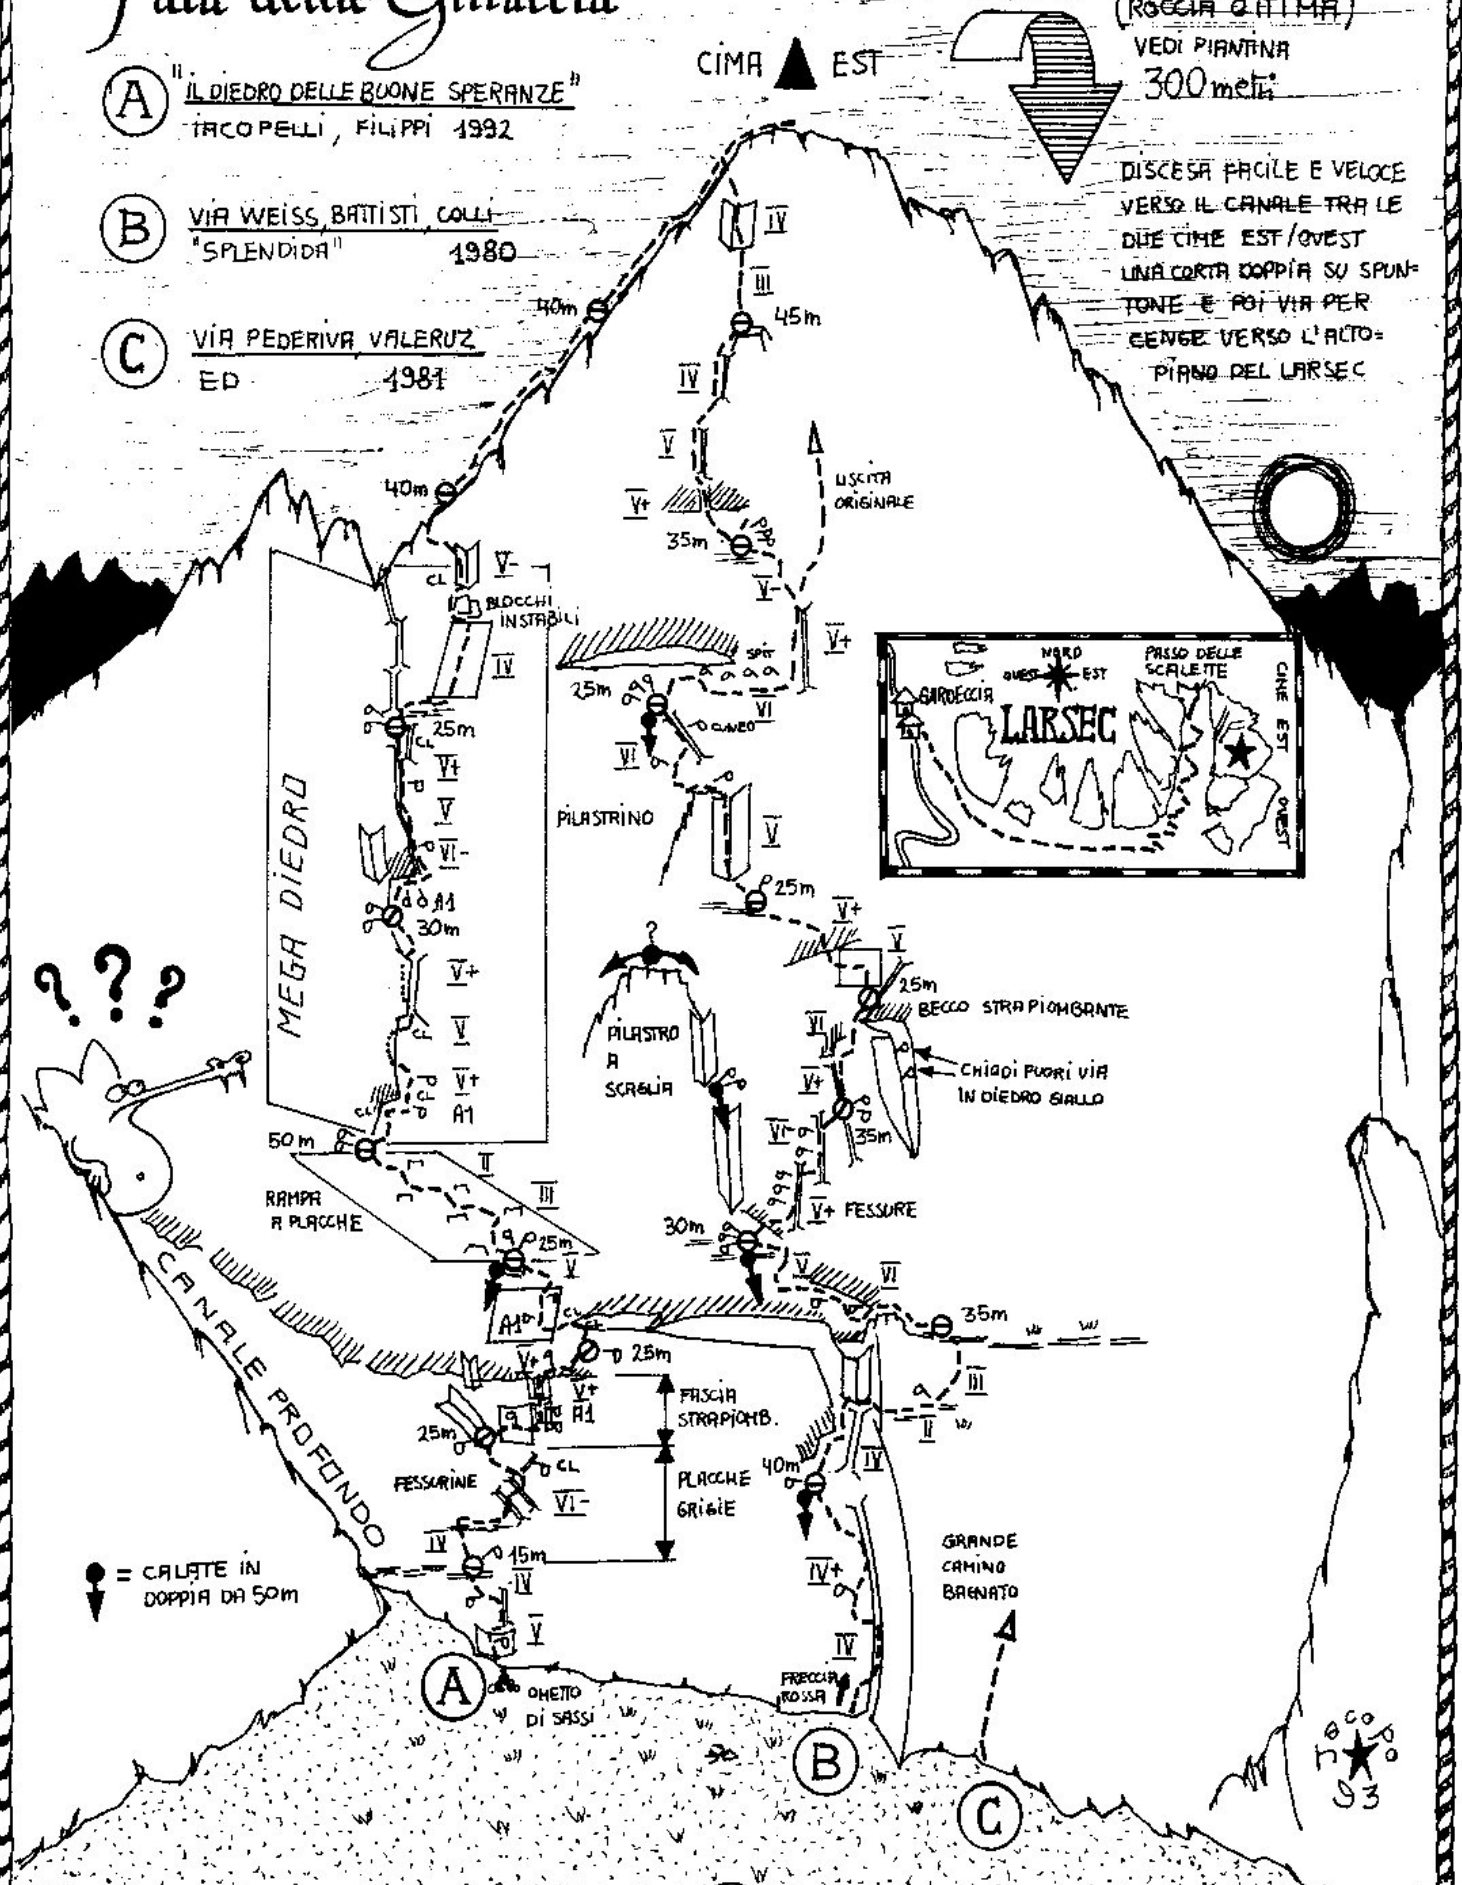 (ROCCIA OTTIMA)
VEDI PIANTINA
300 metri
CIMA EST
A "IL DIEDRO DELLE BUONE SPERANZE"
IACOPELLI, FILIPPI 1992
B VIA WEISS, BATTISTI, COLLI
"SPLENDIDA" 1980
C VIA PEDERIVA VALERUZ
ED 1981
DISCESA FACILE E VELOCE
VERSO IL CANALE TRA LE
DUE CIME EST/OVEST
UNA CORTA DOPPIA SU SPUN=
TONE E POI VIA PER
CENGE VERSO L'ALTO=
PIANO DEL LARSEC
IV
III
40m
45m
IV
V
40m
V+
USCITA
ORIGINALE
35m
V-
CL
V-
BLOCCHI
INSTABILI
IV
V+
SPIT
25m
VI
CUNEO
VI
25m
CL
V+
V
PILASTRINO
V
VI-
A1
30m
MEGA DIEDRO
NORD
OVEST EST
PASSO DELLE
SCALETTE
GARDECCIA
LARSEC
CIME EST OVEST
25m
V+
V
25m
BECCO STRAPIOMBANTE
???
?
V+
V
CF
V+
CL
A1
CL
PILASTRO
A
SCAGLIA
VI
V+
CHIODI FUORI VIA
IN DIEDRO GIALLO
VI-
35m
50m
II
III
RAMPA
A PLACCHE
V+ FESSURE
30m
25m
V
V
VI
A1
CL
35m
25m
V+
V+
A1
FASCIA
STRAPIOMB.
III
II
CANALE PROFONDO
25m
FESSURINE
CL
VI-
PLACCHE
GRIGIE
40m
IV
IV
15m
IV
V
IV+
IV
GRANDE
CAMINO
BAGNATO
= CALATE IN
DOPPIA DA 50m
A
OMETTO
DI SASSI
FRECCIA
ROSSA
B
C
IACOPO
93